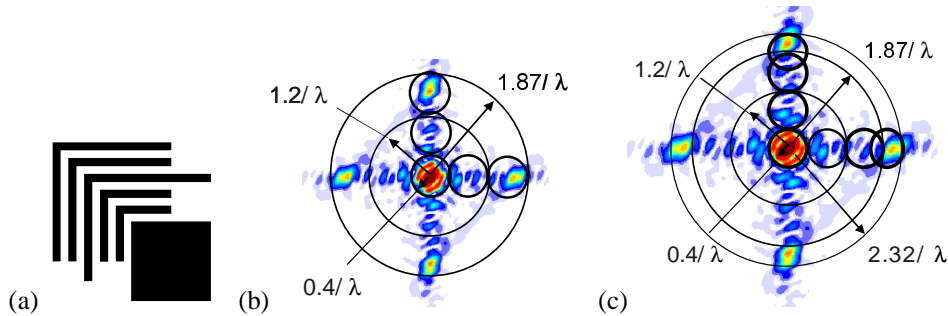 (a)
(b)
1.2/ λ
1.87/ λ
0.4/ λ
(c)
1.2/ λ
1.87/ λ
0.4/ λ
2.32/ λ